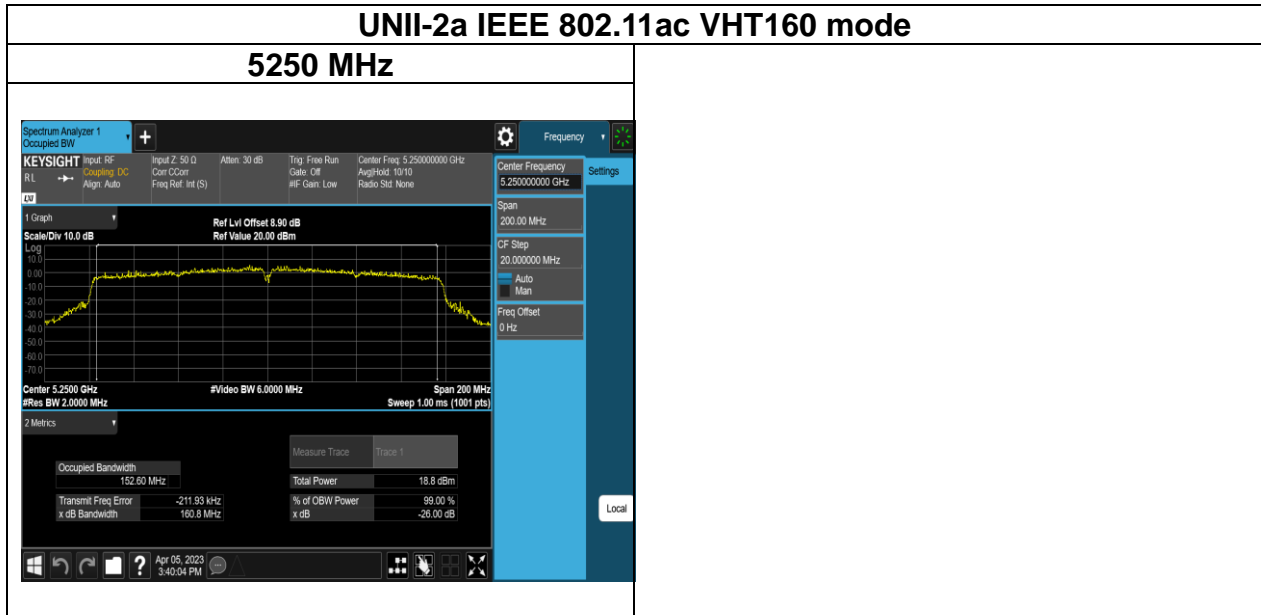 UNII-2a IEEE 802.11ac VHT160 mode
5250 MHz
Spectrum Analyzer 1
Occupied BW
+
Frequency
KEYSIGHT Input: RF Input Z: 50 Ω Atten: 30 dB Trig: Free Run Center Freq: 5.250000000 GHz
RL Coupling: DC Corr CCorr Gate: Off Avg|Hold: 10/10
Align: Auto Freq Ref: Int (S) #IF Gain: Low Radio Std: None
LXI
Center Frequency
5.250000000 GHz
Settings
Span
200.00 MHz
CF Step
20.000000 MHz
Auto
Man
Freq Offset
0 Hz
1 Graph
Ref Lvl Offset 8.90 dB
Scale/Div 10.0 dB Ref Value 20.00 dBm
Log
10.0
0.00
-10.0
-20.0
-30.0
-40.0
-50.0
-60.0
-70.0
Center 5.2500 GHz #Video BW 6.0000 MHz Span 200 MHz
#Res BW 2.0000 MHz Sweep 1.00 ms (1001 pts)
2 Metrics
Measure Trace Trace 1
Occupied Bandwidth
152.60 MHz
Total Power 18.8 dBm
Transmit Freq Error -211.93 kHz % of OBW Power 99.00 %
x dB Bandwidth 160.8 MHz x dB -26.00 dB
Local
? Apr 05, 2023
3:40:04 PM